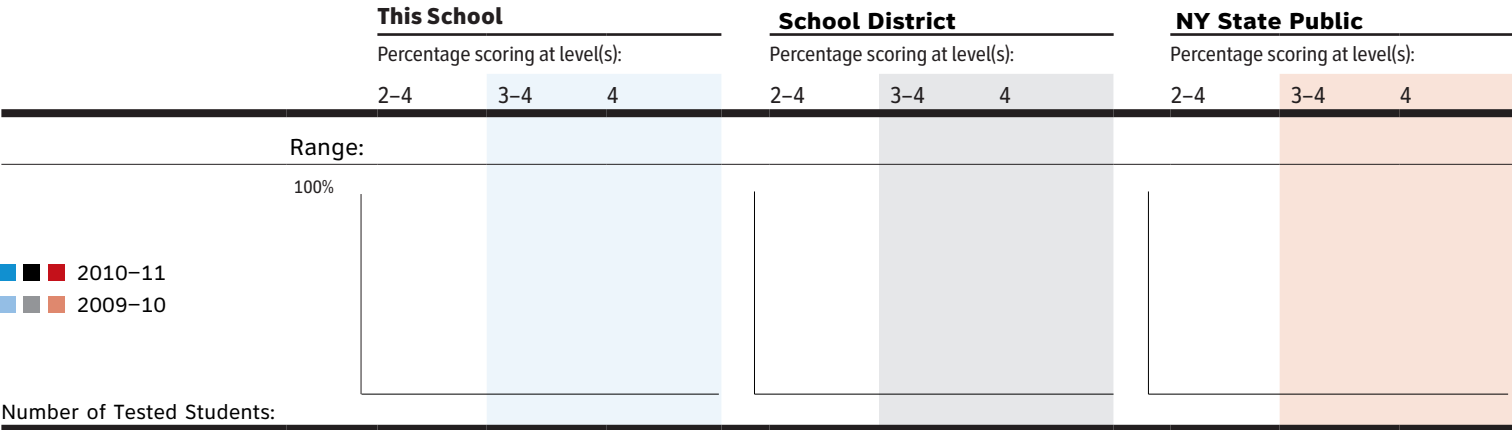 This School School District NY State Public
Percentage scoring at level(s): Percentage scoring at level(s): Percentage scoring at level(s):
2–4 3–4 4 2–4 3–4 4 2–4 3–4 4
Range:
100%
2010–11
2009–10
Number of Tested Students: